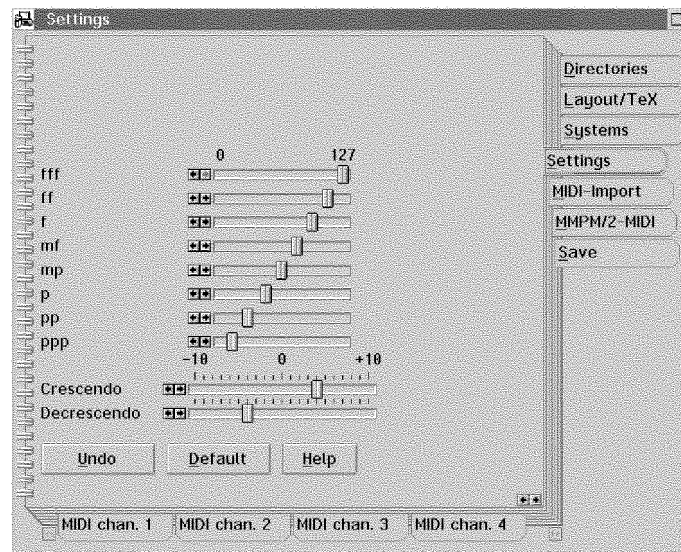 Settings
Directories
Layout/TeX
Systems
Settings
MIDI-Import
MMPM/2-MIDI
Save
0 127
fff
ff
f
mf
mp
p
pp
ppp
-10 0 +10
Crescendo
Decrescendo
Undo Default Help
MIDI chan. 1 MIDI chan. 2 MIDI chan. 3 MIDI chan. 4